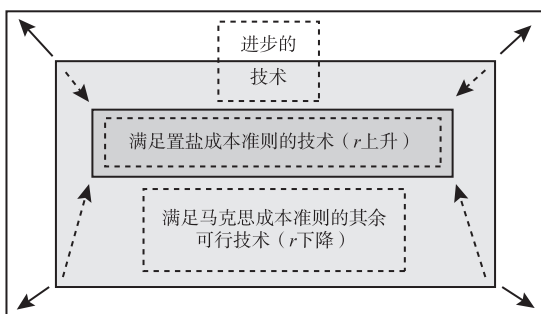 进步的
技术
满足置盐成本准则的技术（r上升）
满足马克思成本准则的其余
可行技术（r下降）